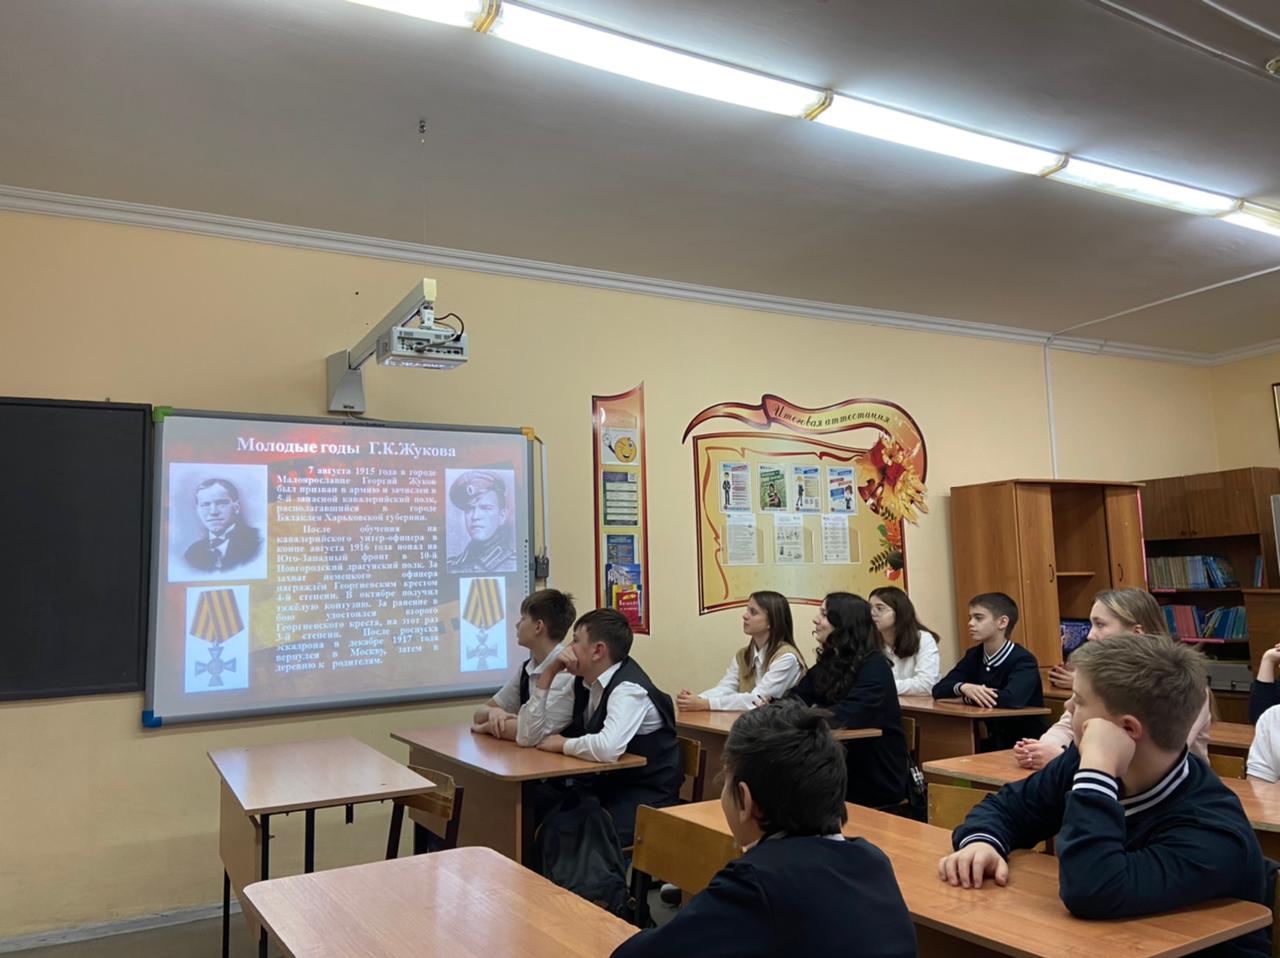 Молодые годы Г.К.Жукова
7 августа 1915 года в городе
Малоярославце Георгий Жуков
был призван в армию и зачислен в
5-й запасной кавалерийский полк,
располагавшийся в городе
Балаклея Харьковской губернии.
После обучения на
кавалерийского унтер-офицера в
конце августа 1916 года попал на
Юго-Западный фронт в 10-й
Новгородский драгунский полк. За
захват немецкого офицера
награждён Георгиевским крестом
4-й степени. В октябре получил
тяжёлую контузию. За ранение в
бою удостоился второго
Георгиевского креста, на этот раз
3-й степени. После роспуска
эскадрона в декабре 1917 года
вернулся в Москву, затем в
деревню к родителям.
Итоговая аттестация